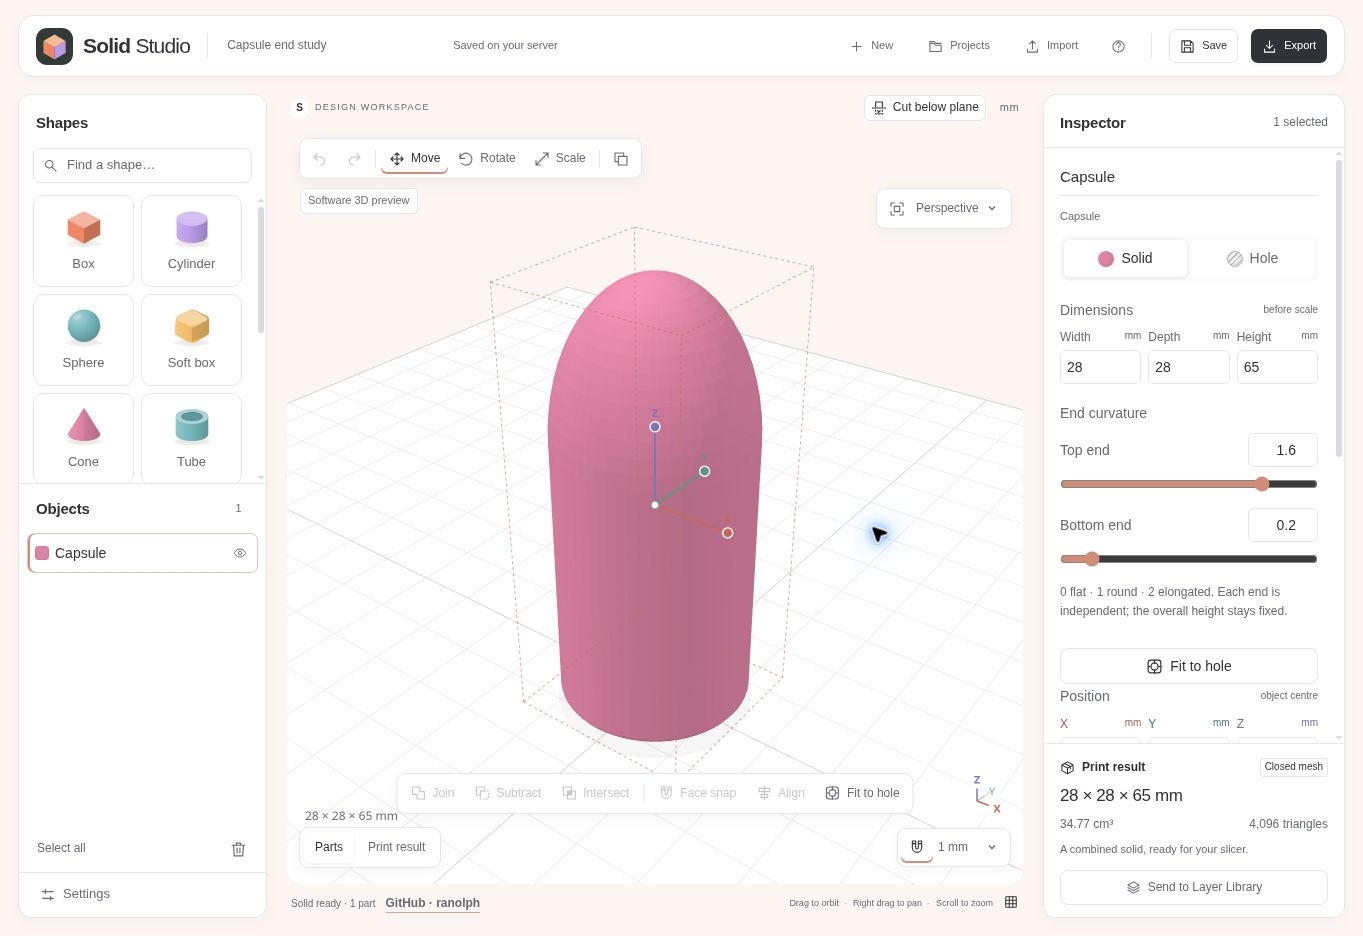 Solid Studio
Capsule end study
Saved on your server
New
Projects
Import
Save
Export
Shapes
Find a shape…
Box
Cylinder
Sphere
Soft box
Cone
Tube
Objects
1
Capsule
Select all
Settings
S DESIGN WORKSPACE
Cut below plane
mm
Move
Rotate
Scale
Software 3D preview
Perspective
Z
Join
Subtract
Intersect
Face snap
Align
Fit to hole
28 × 28 × 65 mm
Parts
Print result
Z
Y
X
1 mm
Solid ready · 1 part
GitHub · ranolph
Drag to orbit · Right drag to pan · Scroll to zoom
Inspector
1 selected
Capsule
Capsule
Solid
Hole
Dimensions
before scale
Width mm Depth mm Height mm
28 28 65
End curvature
Top end
1.6
Bottom end
0.2
0 flat · 1 round · 2 elongated. Each end is
independent; the overall height stays fixed.
Fit to hole
Position
object centre
X mm Y mm Z mm
Print result
Closed mesh
28 × 28 × 65 mm
34.77 cm³
4,096 triangles
A combined solid, ready for your slicer.
Send to Layer Library